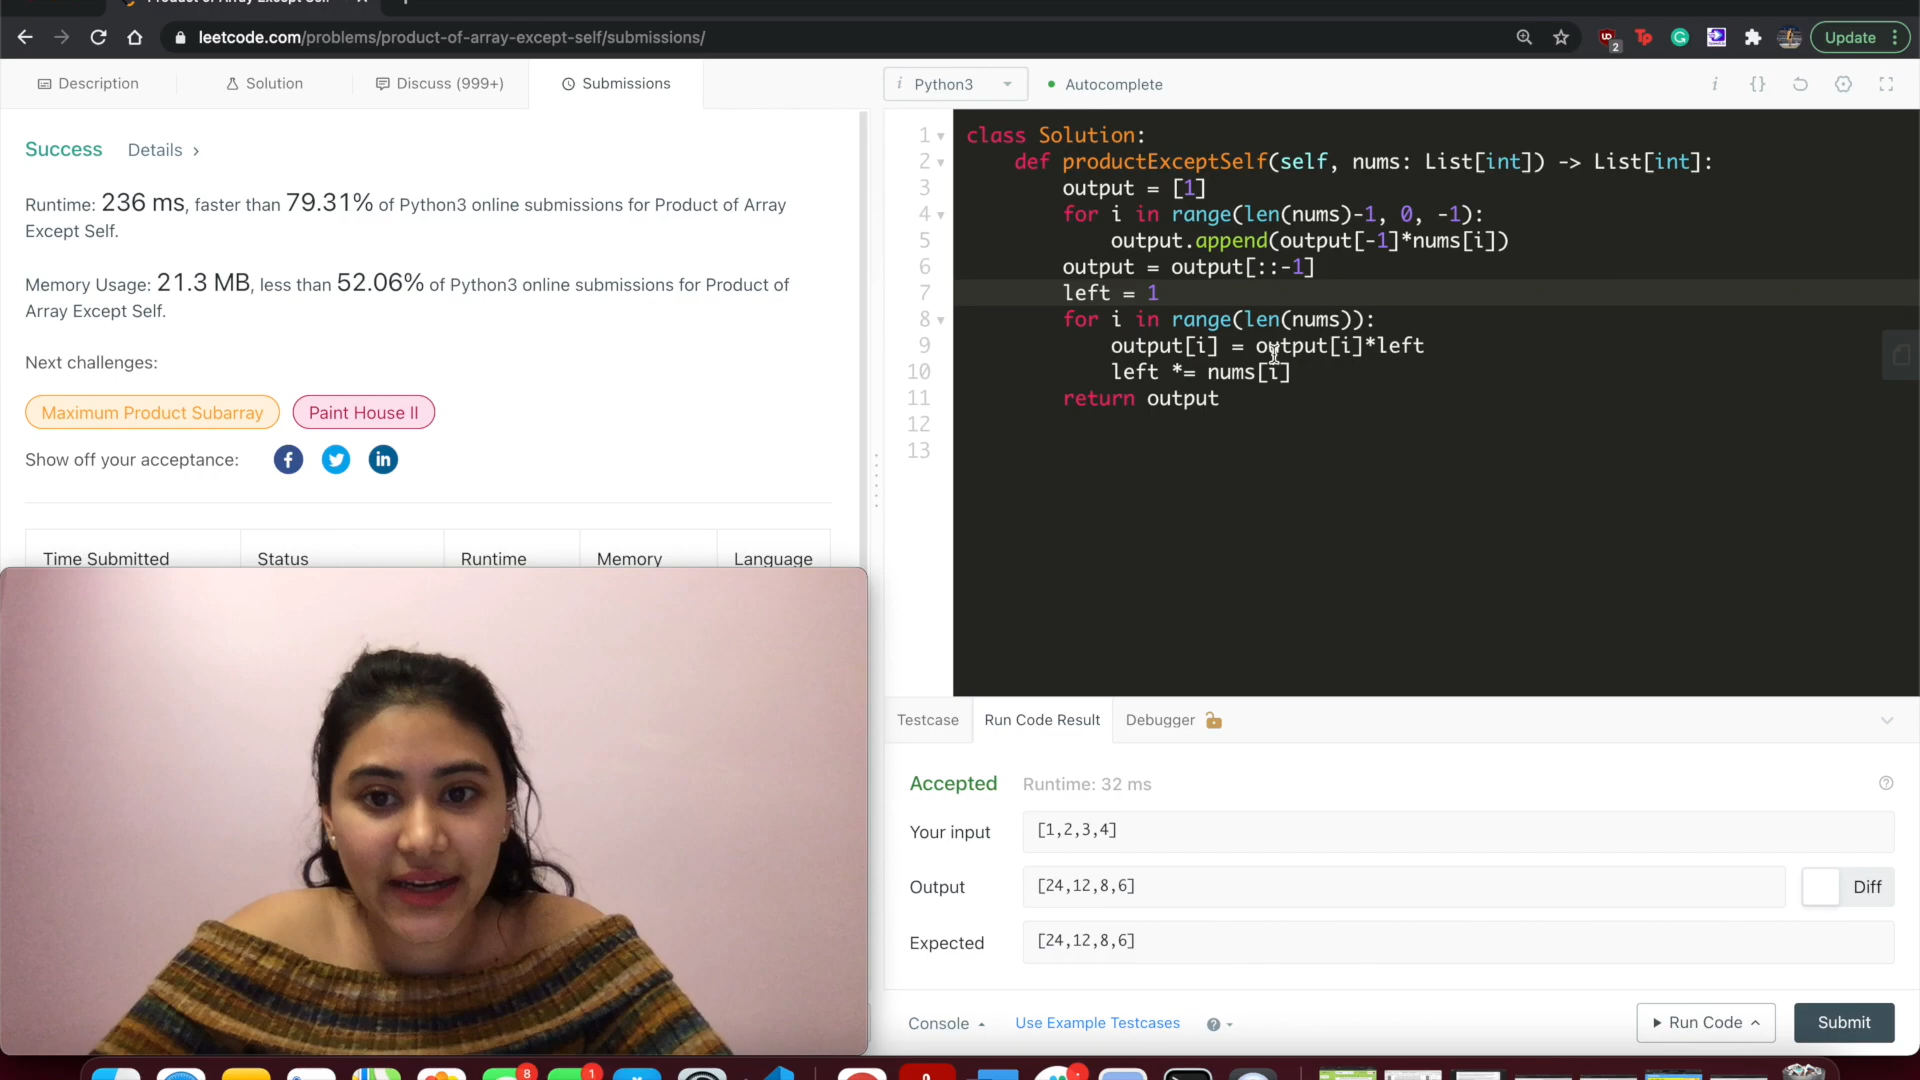 leetcode.com/problems/product-of-array-except-self/submissions/
2
Update
Description
Solution
Discuss (999+)
Submissions
i Python3
Autocomplete
Success
Details
Runtime: 236 ms, faster than 79.31% of Python3 online submissions for Product of Array
Except Self.
Memory Usage: 21.3 MB, less than 52.06% of Python3 online submissions for Product of
Array Except Self.
Next challenges:
Maximum Product Subarray
Paint House II
Show off your acceptance:
Time Submitted
Status
Runtime
Memory
Language
1 class Solution:
2 def productExceptSelf(self, nums: List[int]) -> List[int]:
3 output = [1]
4 for i in range(len(nums)-1, 0, -1):
5 output.append(output[-1]*nums[i])
6 output = output[::-1]
7 left = 1
8 for i in range(len(nums)):
9 output[i] = output[i]*left
10 left *= nums[i]
11 return output
12
13
Testcase
Run Code Result
Debugger
Accepted
Runtime: 32 ms
Your input
[1,2,3,4]
Output
[24,12,8,6]
Diff
Expected
[24,12,8,6]
Console
Use Example Testcases
Run Code
Submit
8
1